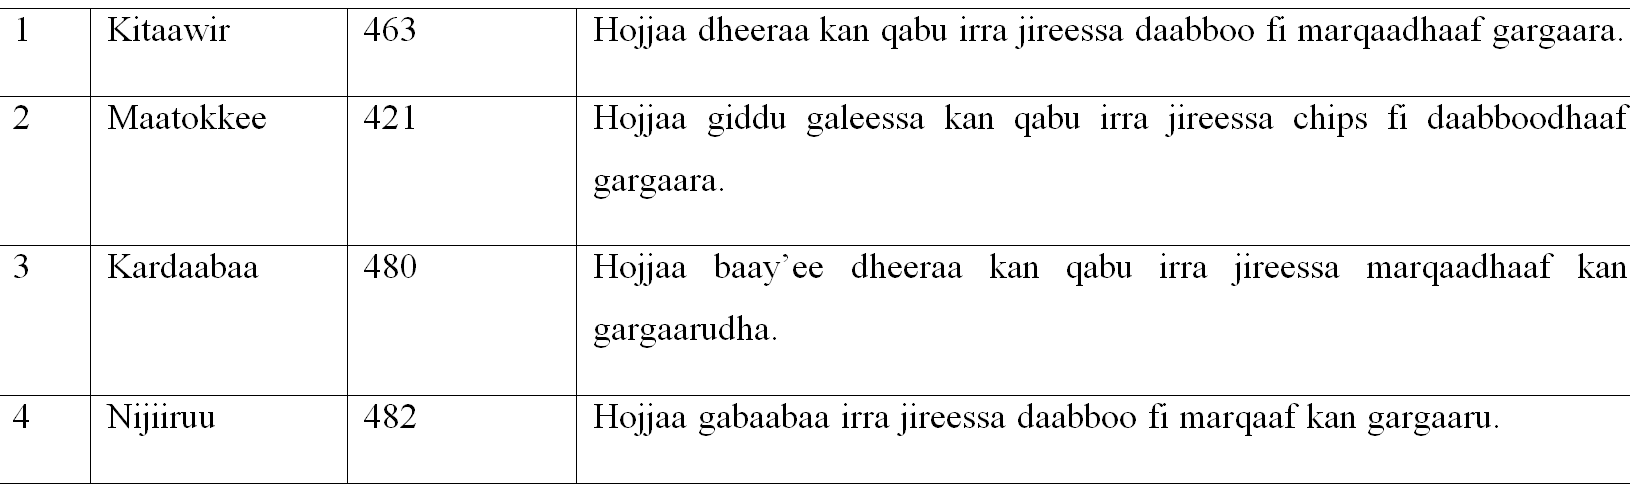 1 Kitaawir 463 Hojjaa dheeraa kan qabu irra jireessa daabboo fi marqaadhaaf gargaara.
2 Maatokkee 421 Hojjaa giddu galeessa kan qabu irra jireessa chips fi daabboodhaaf
gargaara.
3 Kardaabaa 480 Hojjaa baay’ee dheeraa kan qabu irra jireessa marqaadhaaf kan
gargaarudha.
4 Nijiiruu 482 Hojjaa gabaabaa irra jireessa daabboo fi marqaaf kan gargaaru.